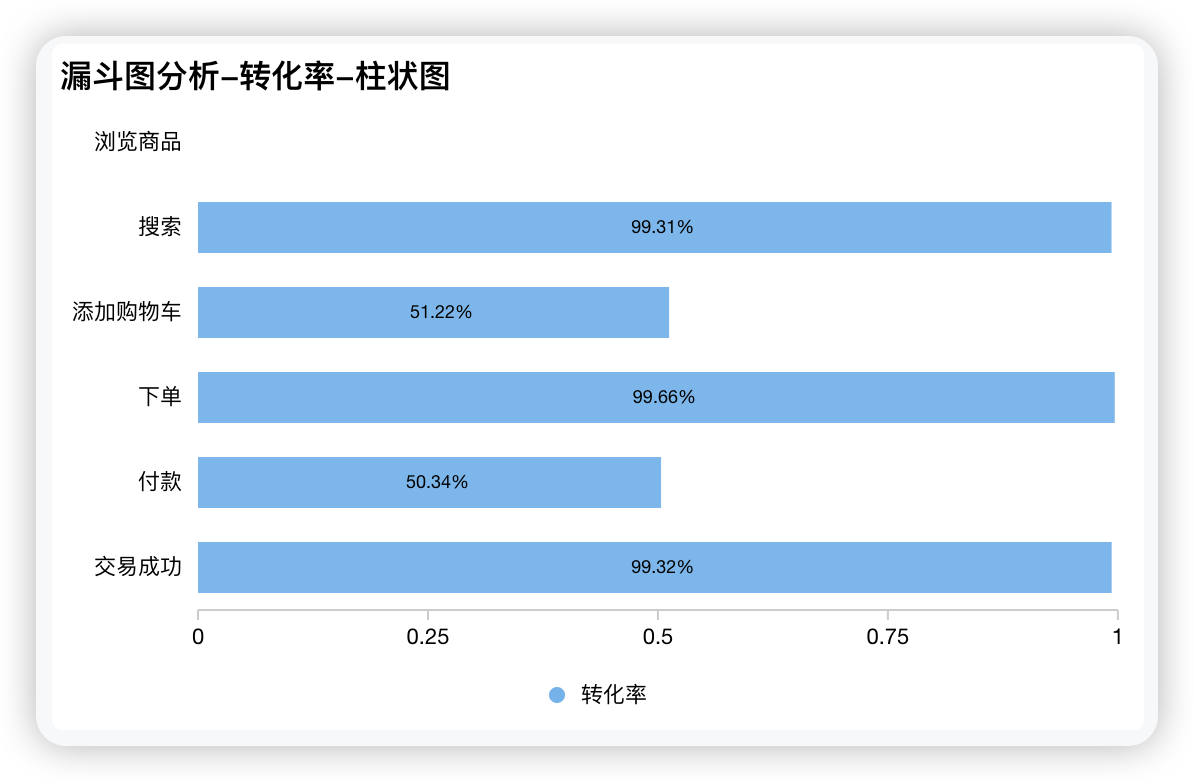 漏斗图分析-转化率-柱状图
浏览商品
搜索
99.31%
添加购物车
51.22%
下单
99.66%
付款
50.34%
交易成功
99.32%
0 0.25 0.5 0.75 1
转化率